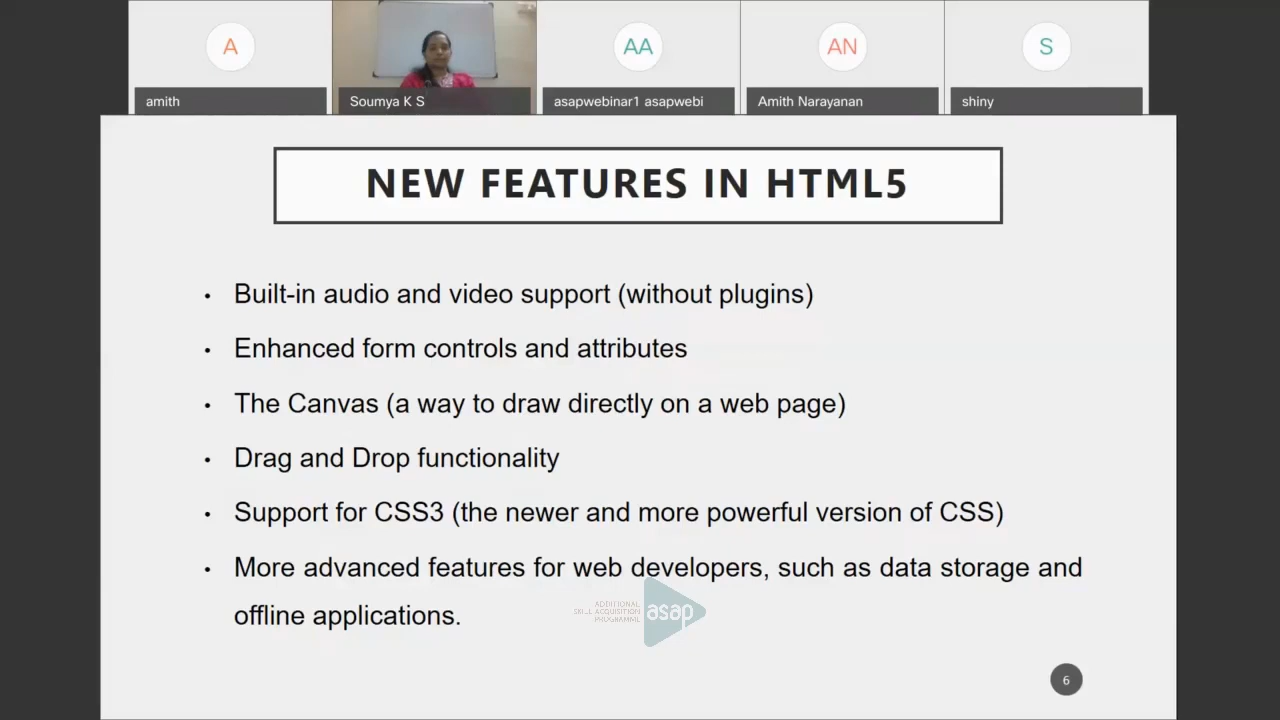 A
AA
AN
S
amith
Soumya K S
asapwebinar1 asapwebi
Amith Narayanan
shiny
NEW FEATURES IN HTML5
• Built-in audio and video support (without plugins)
• Enhanced form controls and attributes
• The Canvas (a way to draw directly on a web page)
• Drag and Drop functionality
• Support for CSS3 (the newer and more powerful version of CSS)
• More advanced features for web developers, such as data storage and
offline applications.
ADDITIONAL
SKILL ACQUISITION
PROGRAMME
asap
6